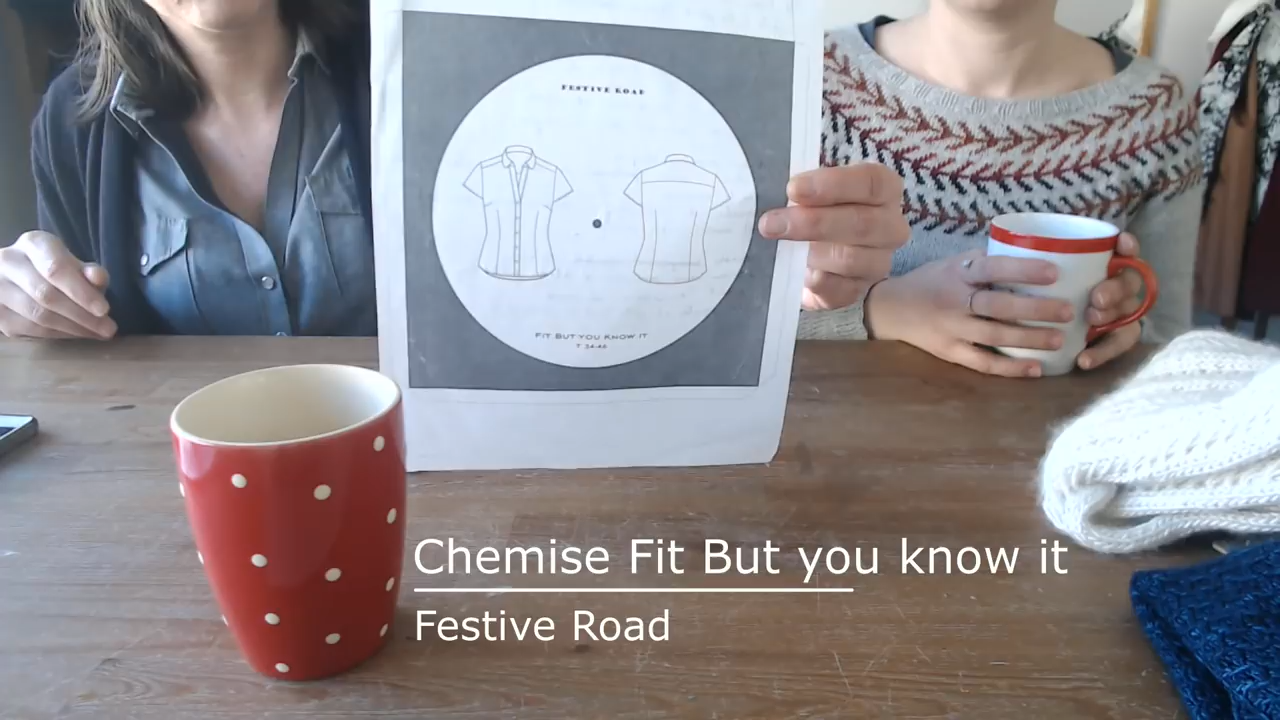 FESTIVE ROAD
FIT BUT YOU KNOW IT
T 34-46
Chemise Fit But you know it
Festive Road